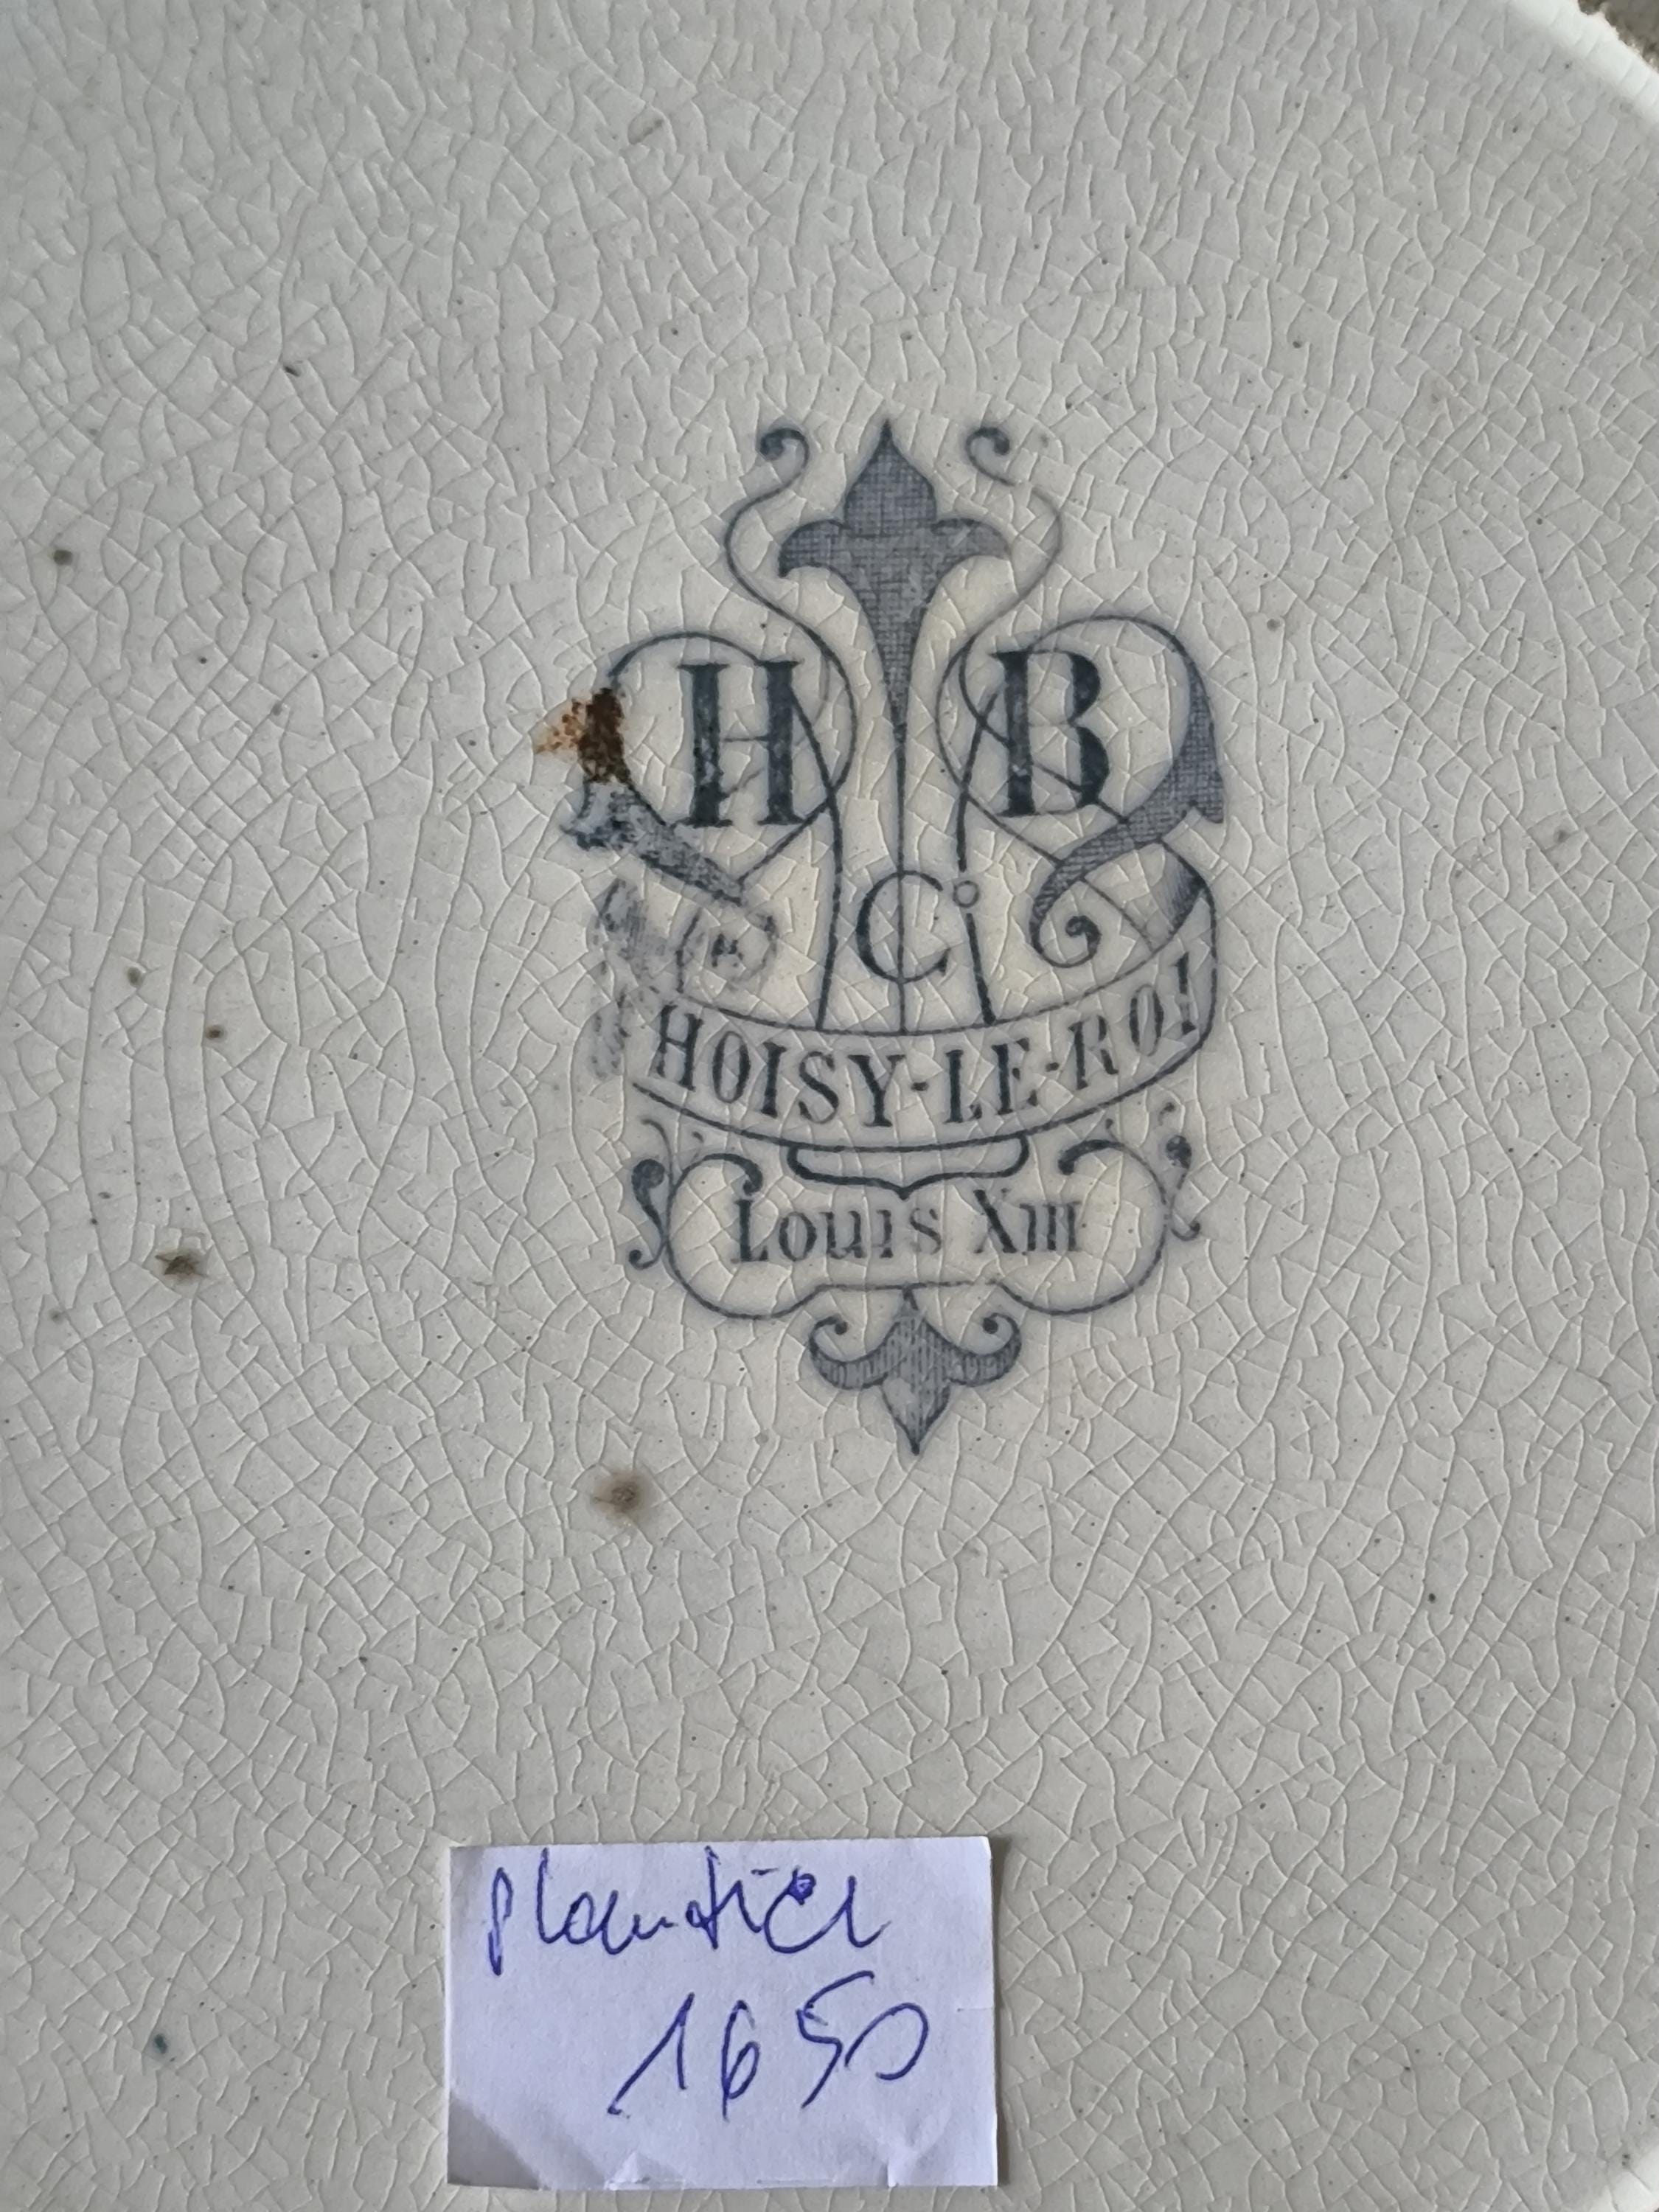 H B
C°
HOISY-LE-ROI
Louis XIII
1650